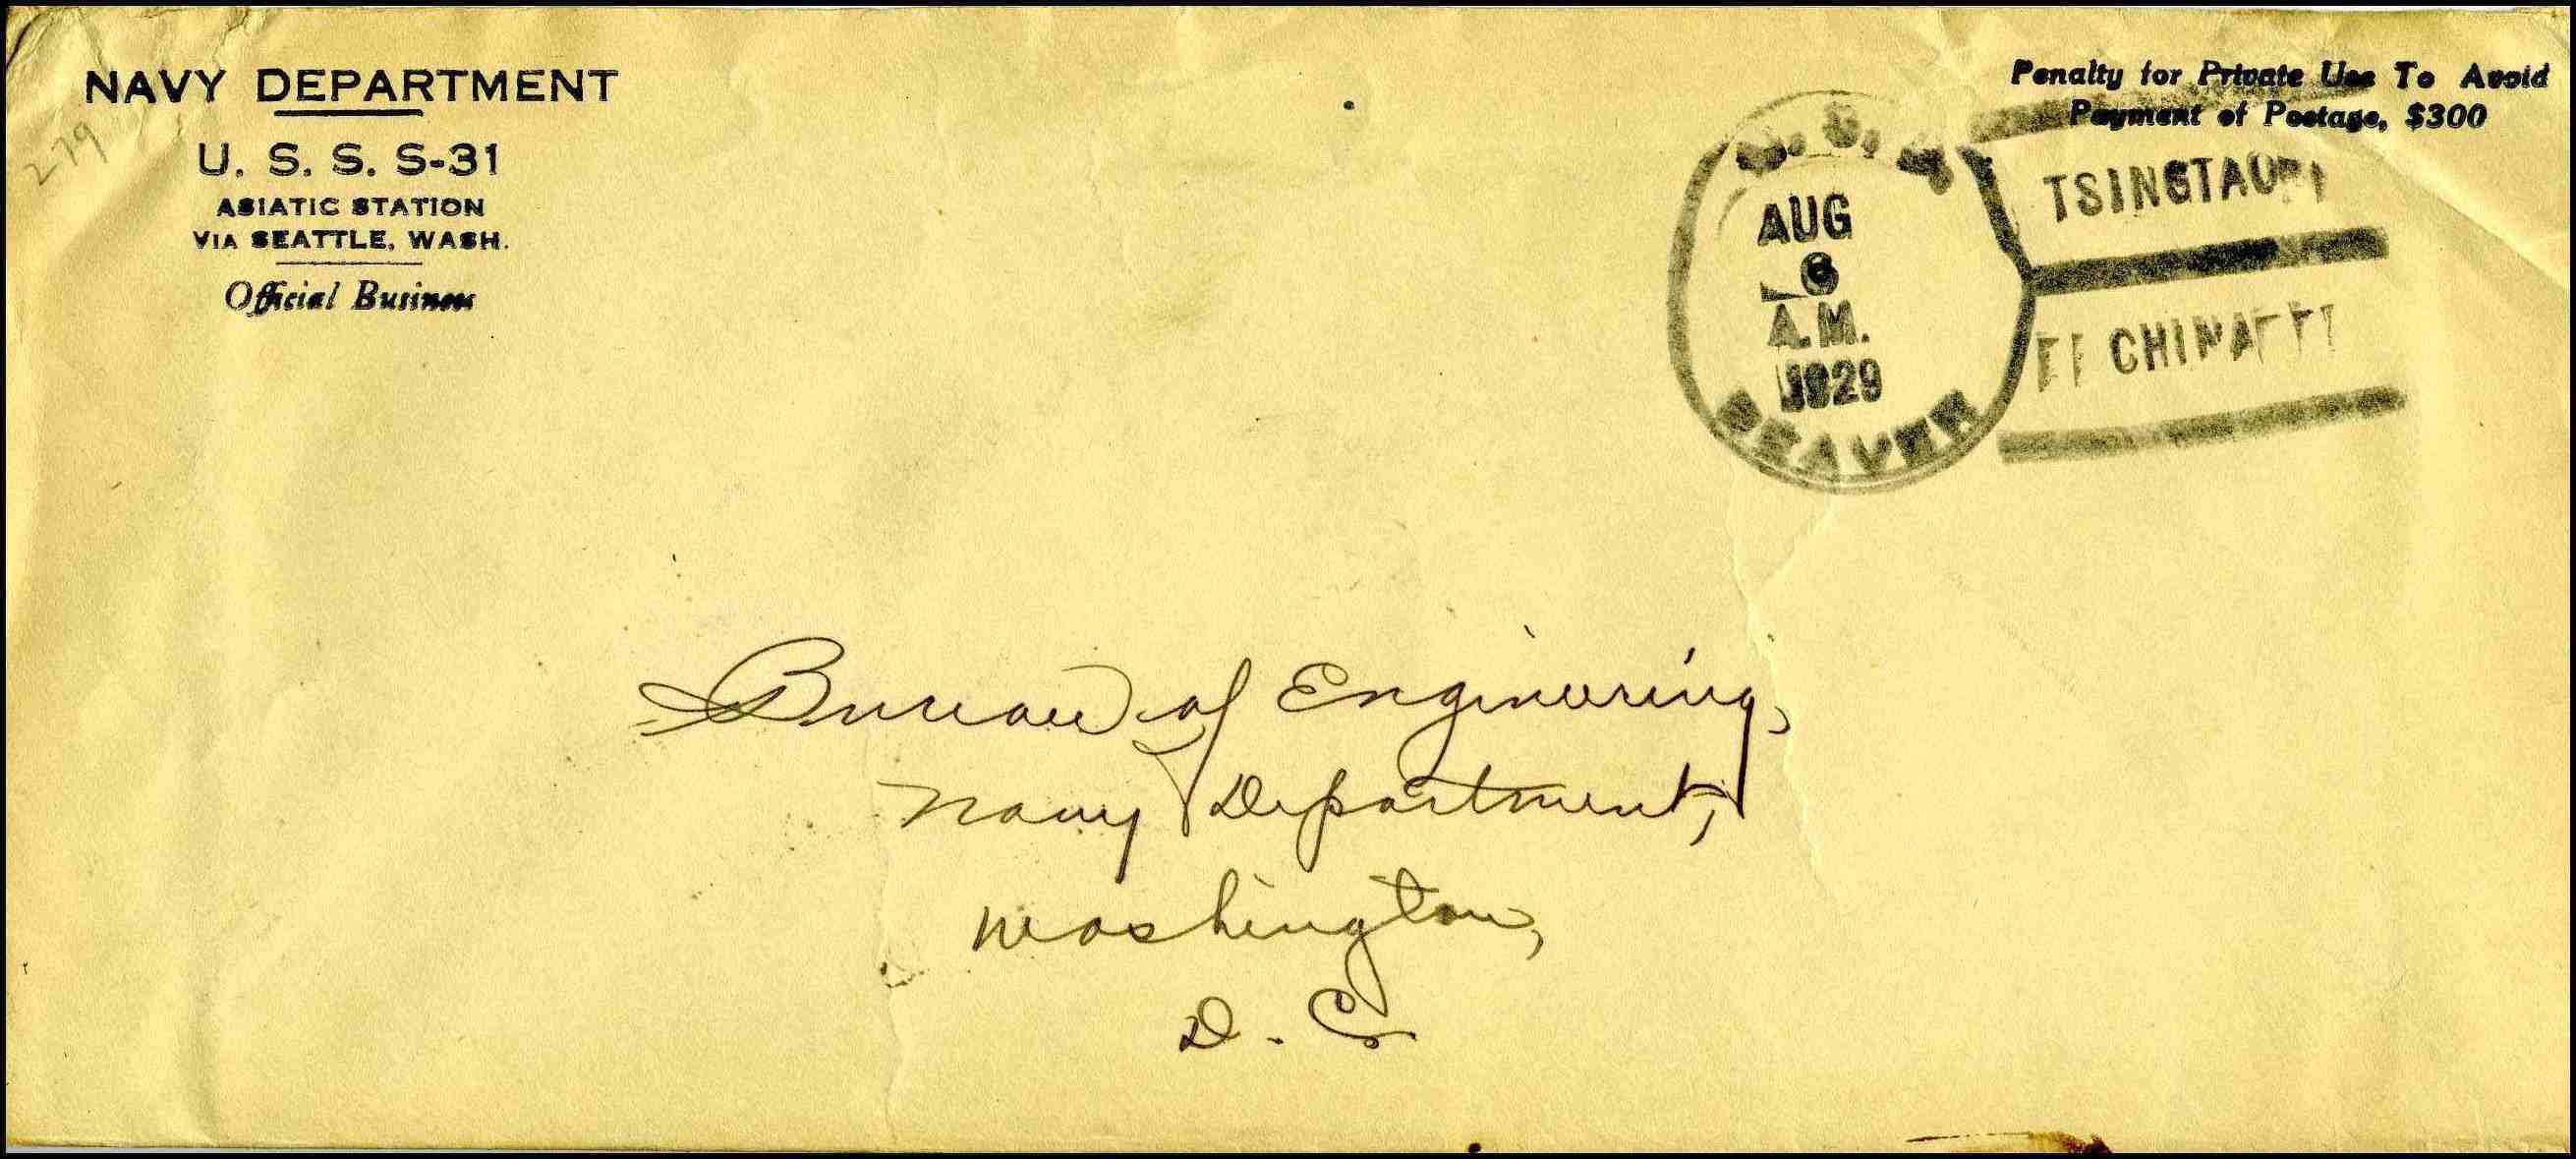 NAVY DEPARTMENT
U. S. S. S-31
ASIATIC STATION
VIA SEATTLE, WASH.
Official Business
279
Penalty for Private Use To Avoid
Payment of Postage, $300
U.S.S.
AUG
6
A.M.
1929
BEAVER
TSINGTAO
CHINA
Bureau of Engineering,
Navy Department,
Washington,
D. C.